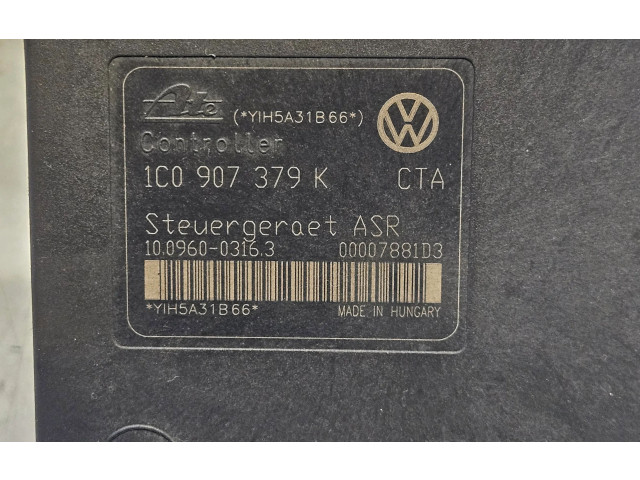 Ate (*YIH5A31B66*)
Controller
1C0 907 379 K CTA
Steuergeraet ASR
10.0960-0316.3 00007881D3
*YIH5A31B66* MADE IN HUNGARY